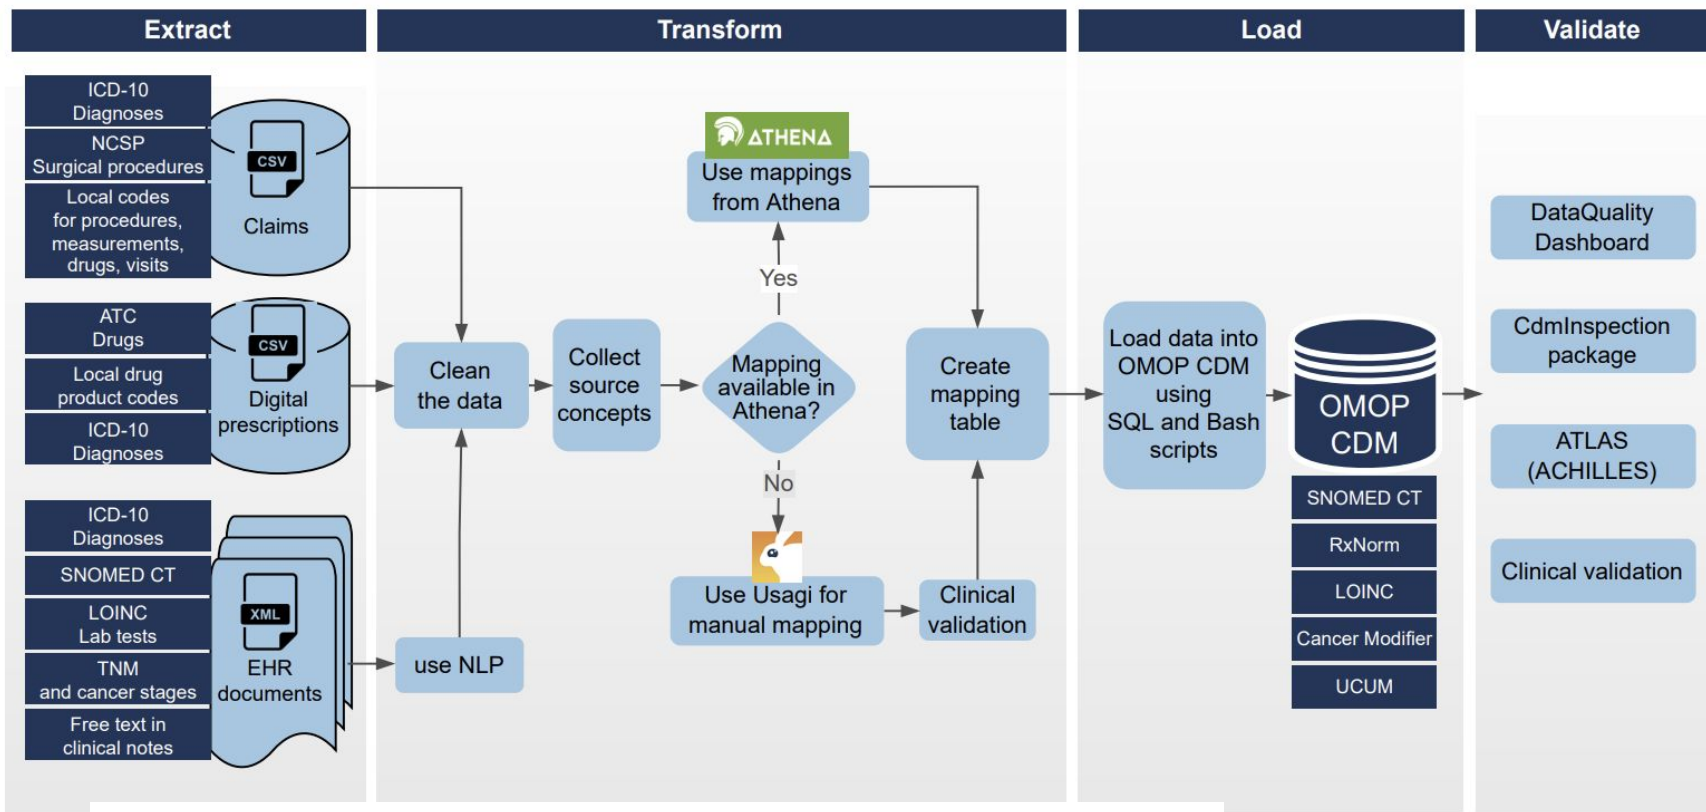 Extract
Transform
Load
Validate
ICD-10
Diagnoses
NCSP
Surgical procedures
Local codes
for procedures,
measurements,
drugs, visits
CSV
Claims
ATC
Drugs
Local drug
product codes
ICD-10
Diagnoses
CSV
Digital
prescriptions
ICD-10
Diagnoses
SNOMED CT
LOINC
Lab tests
TNM
and cancer stages
Free text in
clinical notes
XML
EHR
documents
use NLP
Clean
the data
Collect
source
concepts
Mapping
available in
Athena?
Yes
ATHENA
Use mappings
from Athena
No
Use Usagi for
manual mapping
Clinical
validation
Create
mapping
table
Load data into
OMOP CDM
using
SQL and Bash
scripts
OMOP
CDM
SNOMED CT
RxNorm
LOINC
Cancer Modifier
UCUM
DataQuality
Dashboard
CdmInspection
package
ATLAS
(ACHILLES)
Clinical validation